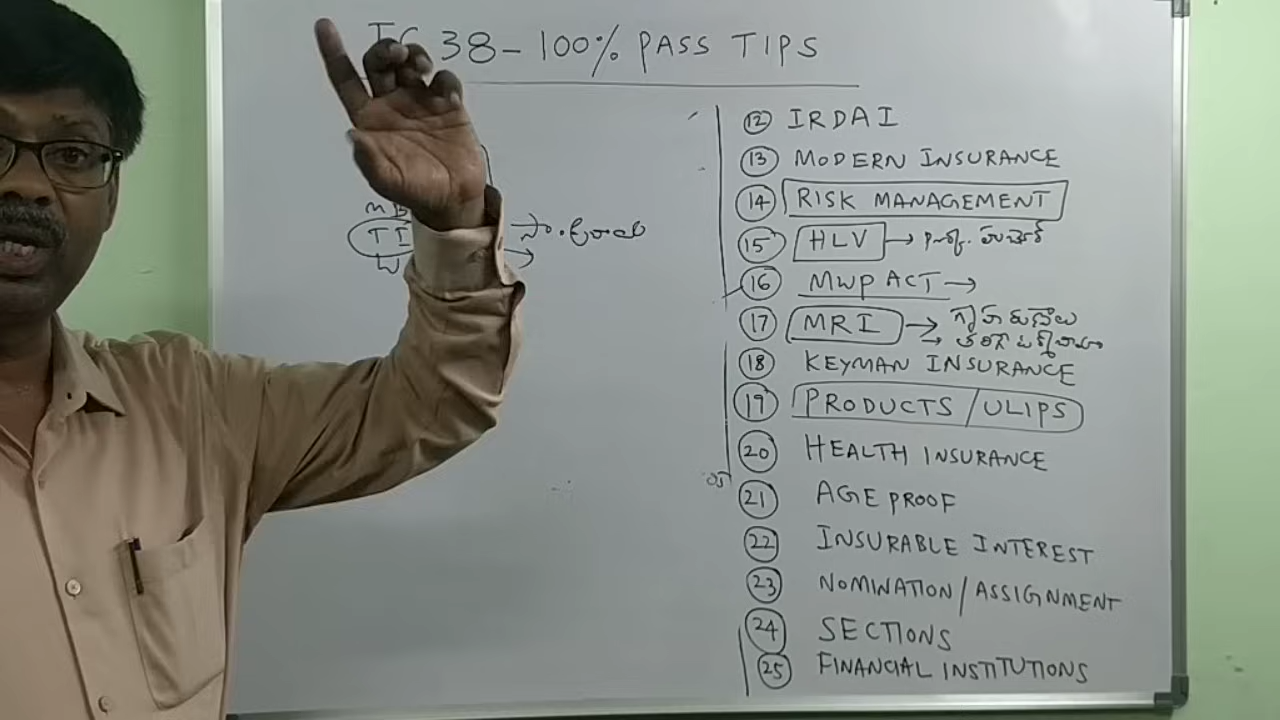 38 - 100% PASS TIPS
TI
12 IRDAI
13 MODERN INSURANCE
14 RISK MANAGEMENT
15 HLV →
16 MWP ACT →
17 MRI →
18 KEYMAN INSURANCE
19 PRODUCTS / ULIPS
20 HEALTH INSURANCE
21 AGE PROOF
22 INSURABLE INTEREST
23 NOMINATION / ASSIGNMENT
24 SECTIONS
25 FINANCIAL INSTITUTIONS